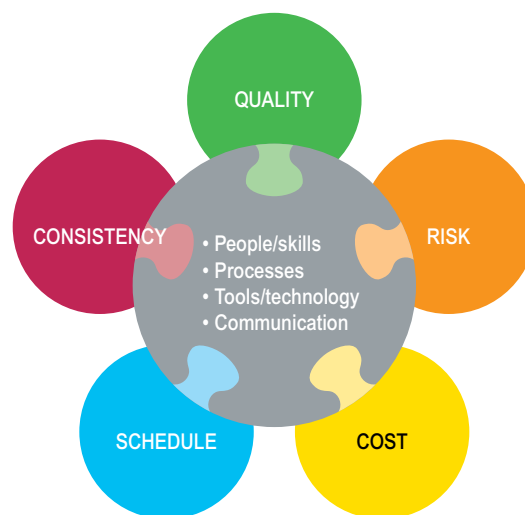 QUALITY
CONSISTENCY
RISK
• People/skills
• Processes
• Tools/technology
• Communication
SCHEDULE
COST